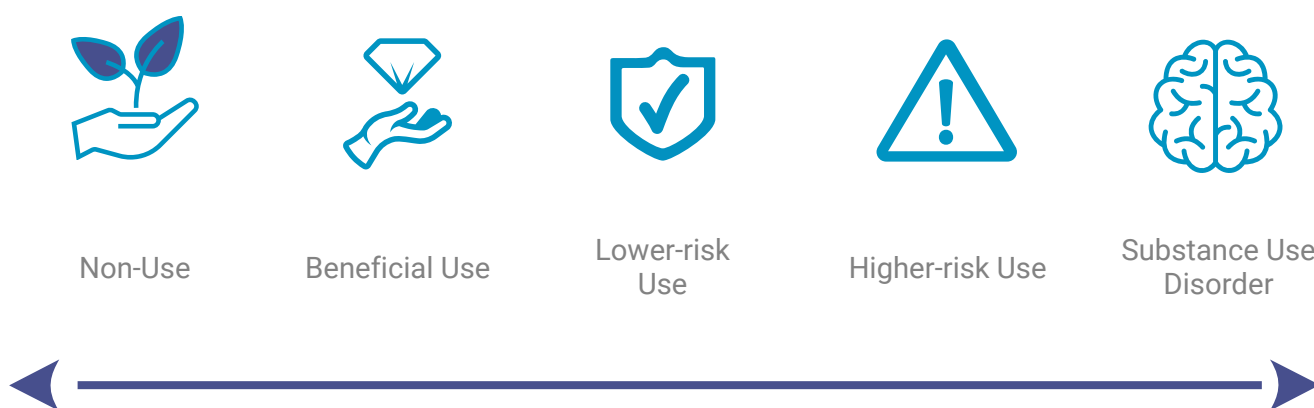 Non-Use
Beneficial Use
Lower-risk
Use
Higher-risk Use
Substance Use
Disorder